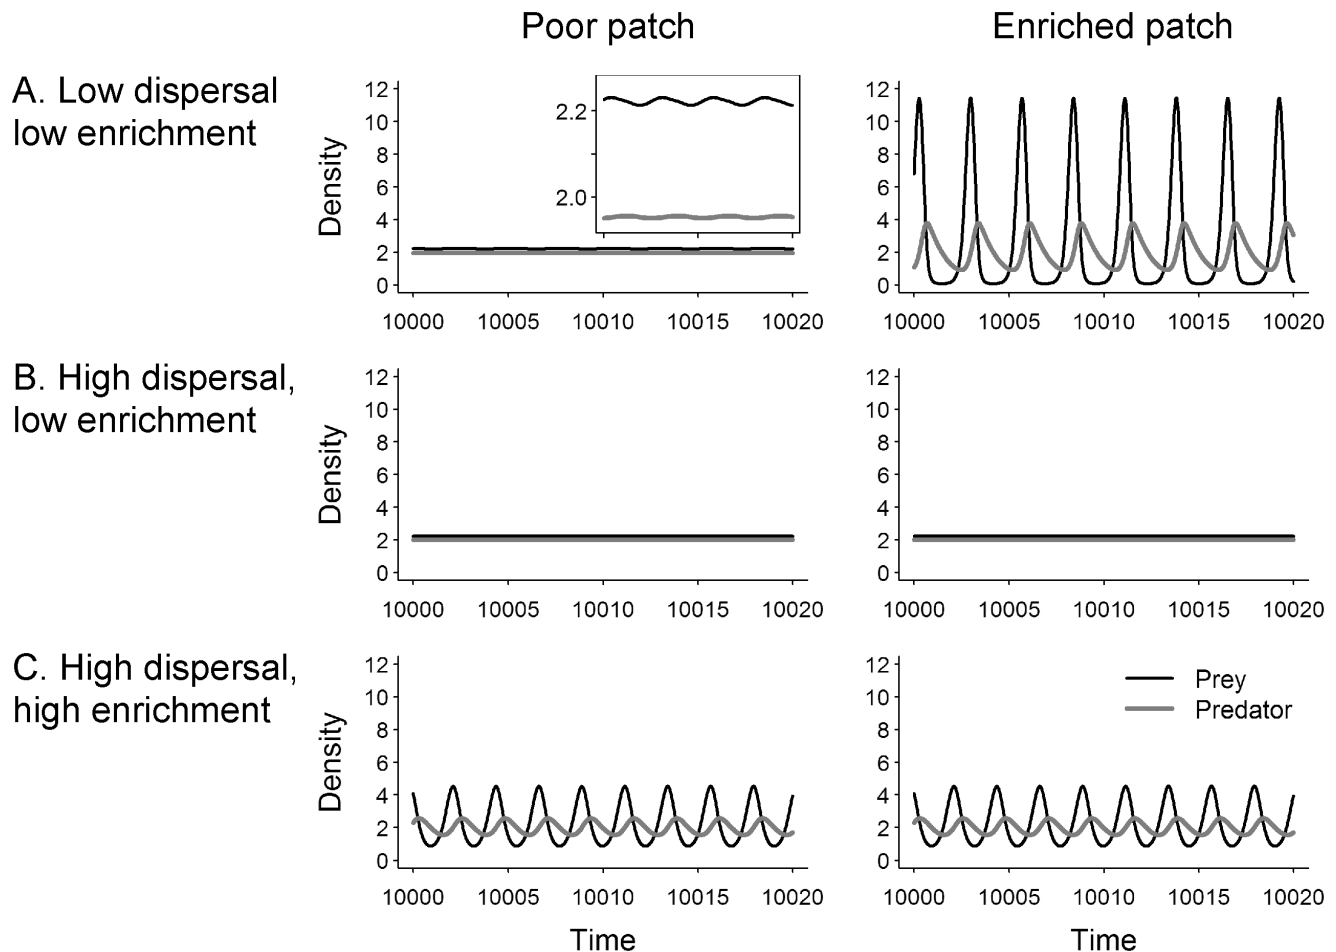 Poor patch
Enriched patch
A. Low dispersal
low enrichment
Density
12
10
8
6
4
2
0
2.2
2.0
10000 10005 10010 10015 10020
12
10
8
6
4
2
0
10000 10005 10010 10015 10020
B. High dispersal,
low enrichment
Density
12
10
8
6
4
2
0
10000 10005 10010 10015 10020
12
10
8
6
4
2
0
10000 10005 10010 10015 10020
C. High dispersal,
high enrichment
Density
12
10
8
6
4
2
0
10000 10005 10010 10015 10020
Time
12
10
8
6
4
2
0
Prey
Predator
10000 10005 10010 10015 10020
Time